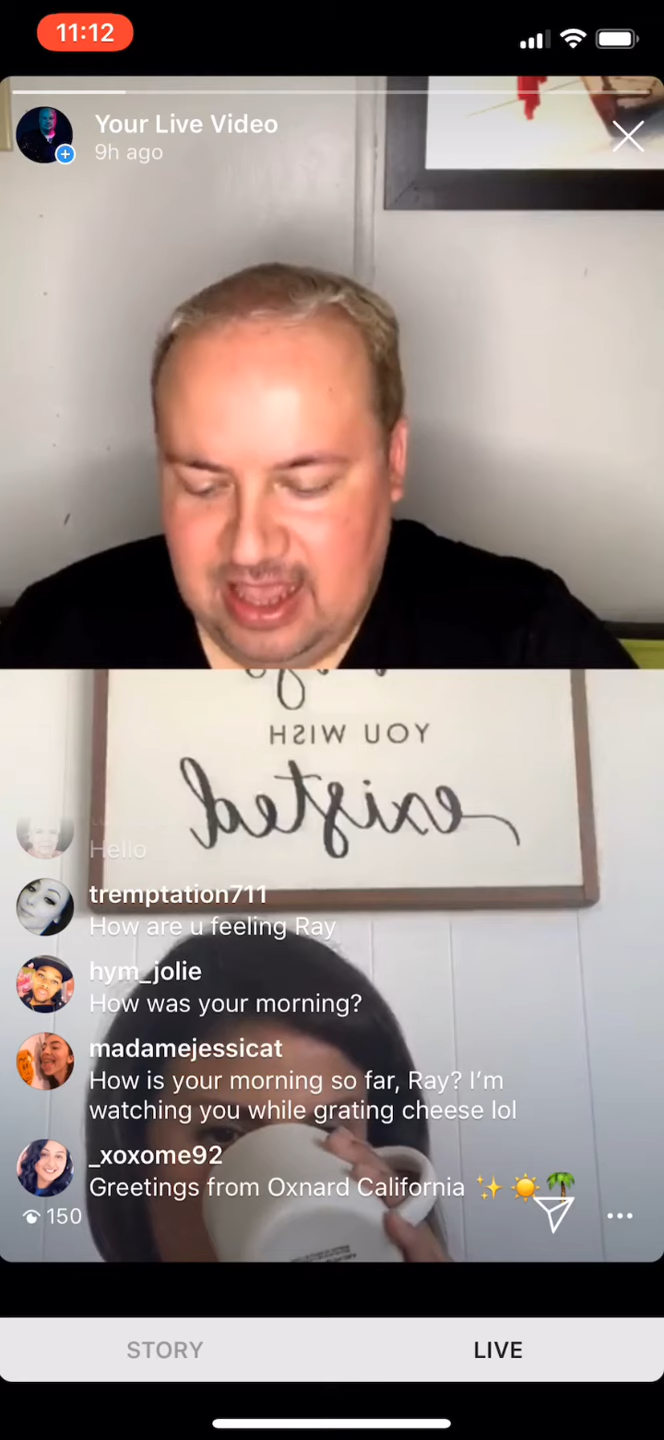 11:12
Your Live Video
9h ago
YOU WISH
existed
Hello
tremptation711
How are u feeling Ray
hym_jolie
How was your morning?
madamejessicat
How is your morning so far, Ray? I’m
watching you while grating cheese lol
_xoxome92
Greetings from Oxnard California ✨☀️🌴
150
STORY
LIVE